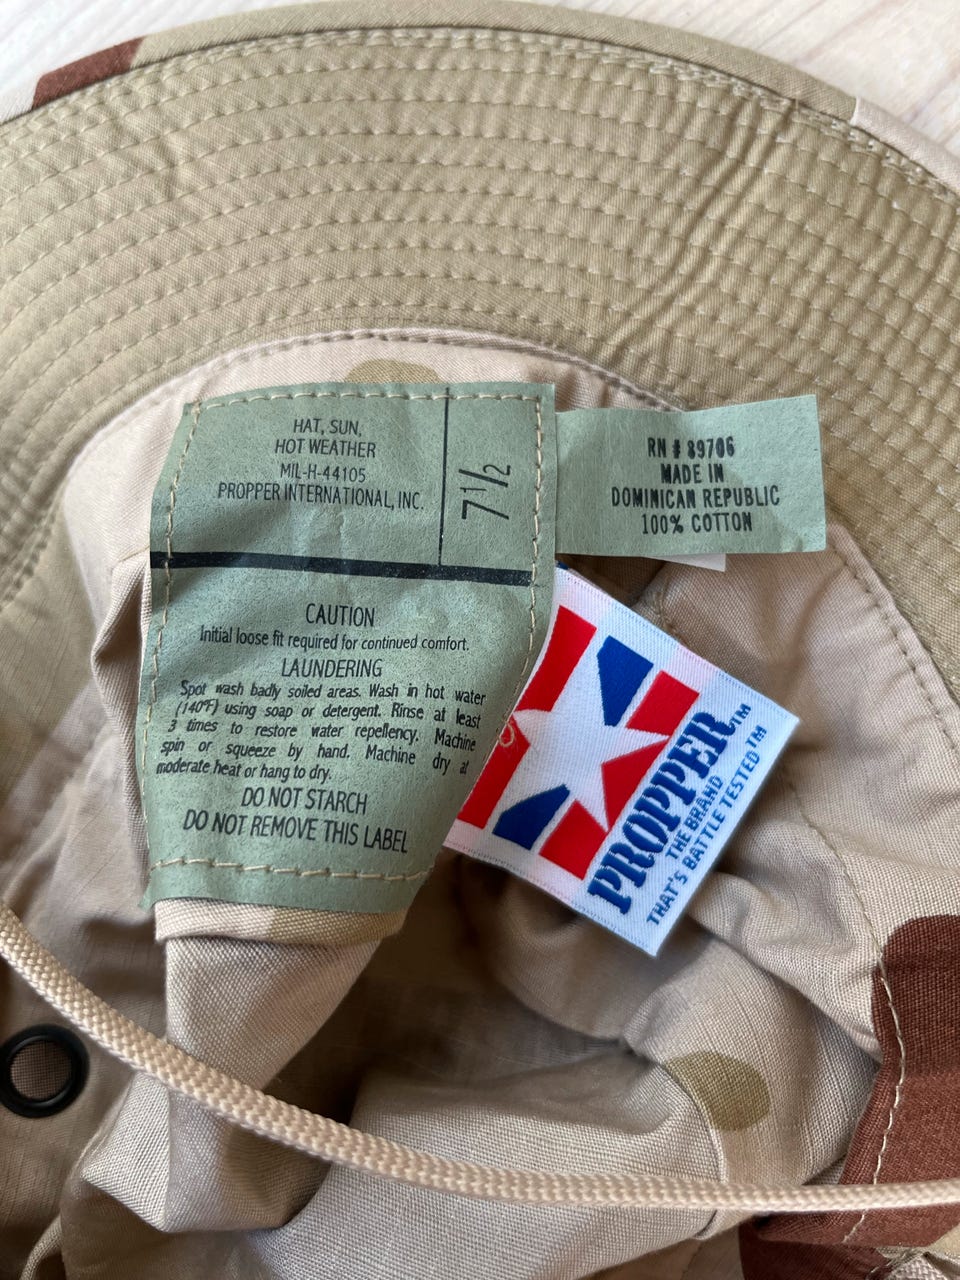 HAT, SUN,
HOT WEATHER
MIL-H-44105
PROPPER INTERNATIONAL, INC.
7 1/2
CAUTION
Initial loose fit required for continued comfort.
LAUNDERING
Spot wash badly soiled areas. Wash in hot water
(140°F) using soap or detergent. Rinse at least
3 times to restore water repellency. Machine
spin or squeeze by hand. Machine dry at
moderate heat or hang to dry.
DO NOT STARCH
DO NOT REMOVE THIS LABEL
RN # 89706
MADE IN
DOMINICAN REPUBLIC
100% COTTON
PROPPER™
THE BRAND
THAT'S BATTLE TESTED™